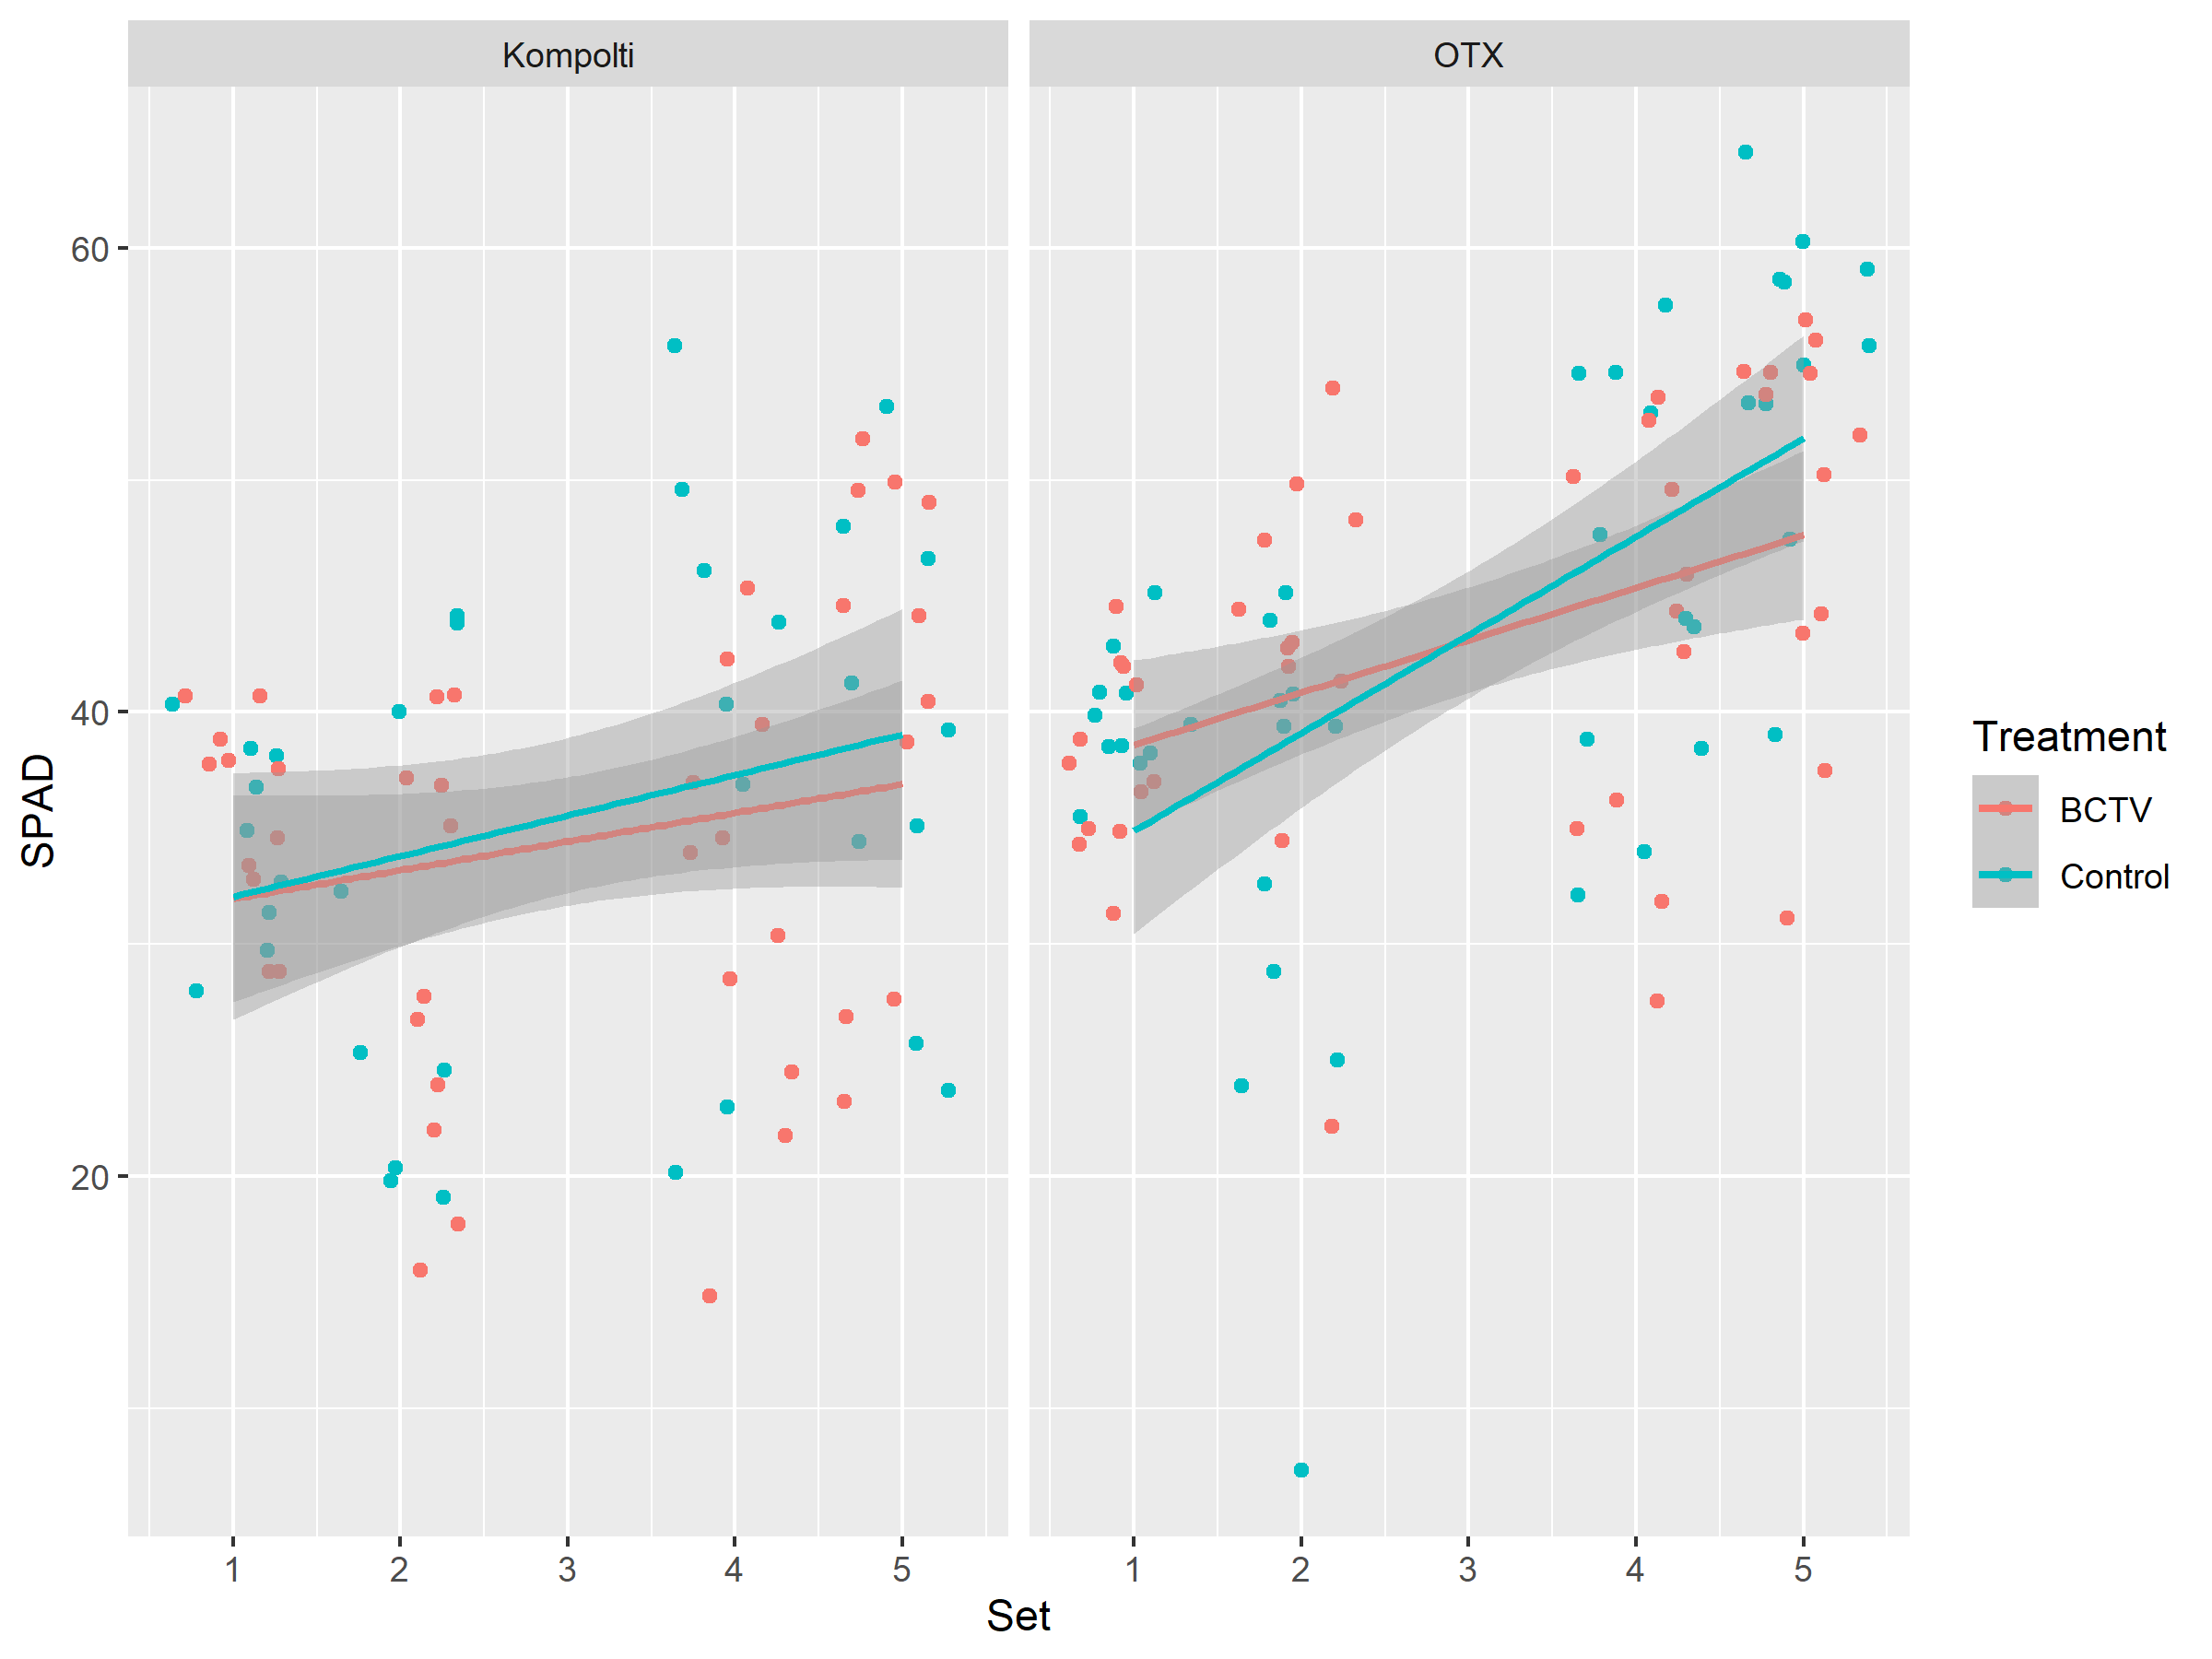 Kompolti OTX
60
40
20
SPAD
1 2 3 4 5 1 2 3 4 5
Set
Treatment
BCTV
Control